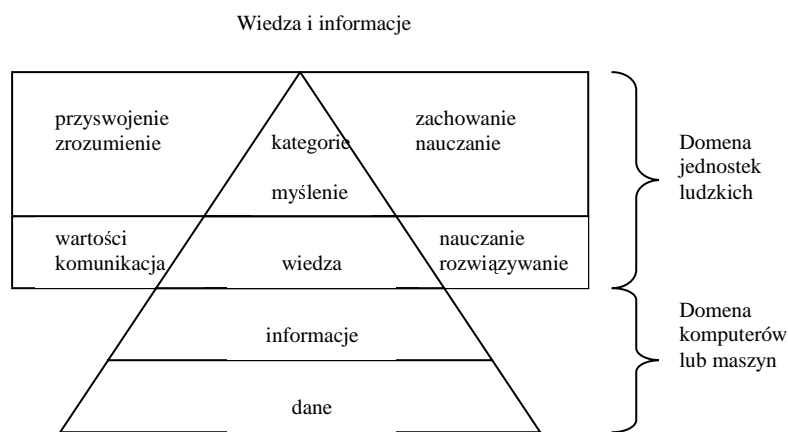 Wiedza i informacje
przyswojenie
zrozumienie
kategorie
myślenie
zachowanie
nauczanie
Domena
jednostek
ludzkich
wartości
komunikacja
wiedza
nauczanie
rozwiązywanie
informacje
dane
Domena
komputerów
lub maszyn